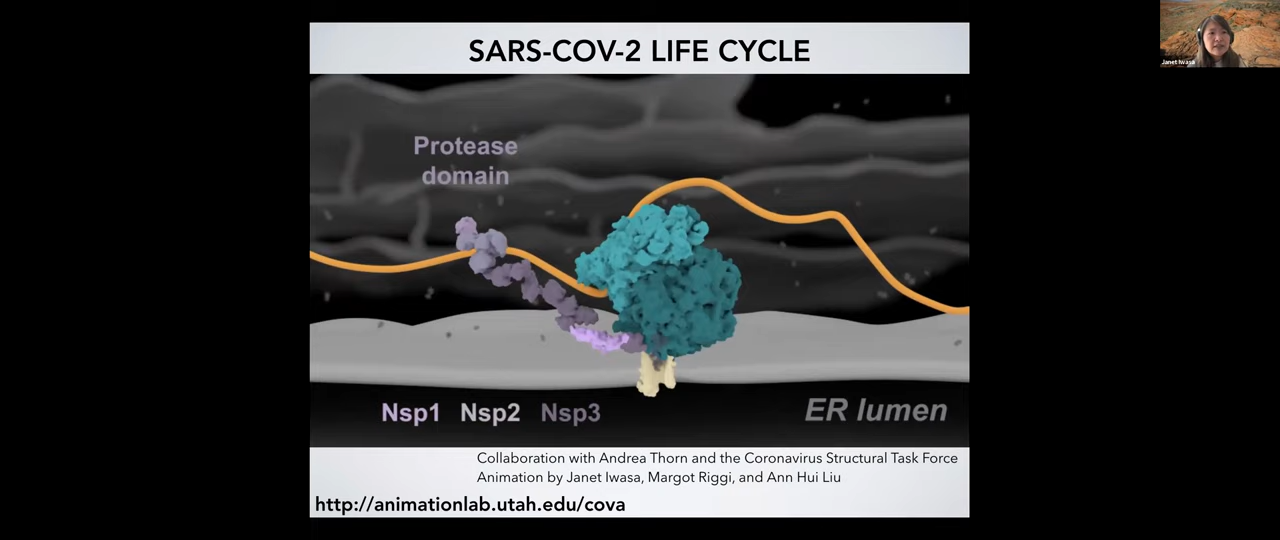 SARS-COV-2 LIFE CYCLE
Janet Iwasa
Protease
domain
Nsp1 Nsp2 Nsp3
ER lumen
Collaboration with Andrea Thorn and the Coronavirus Structural Task Force
Animation by Janet Iwasa, Margot Riggi, and Ann Hui Liu
http://animationlab.utah.edu/cova